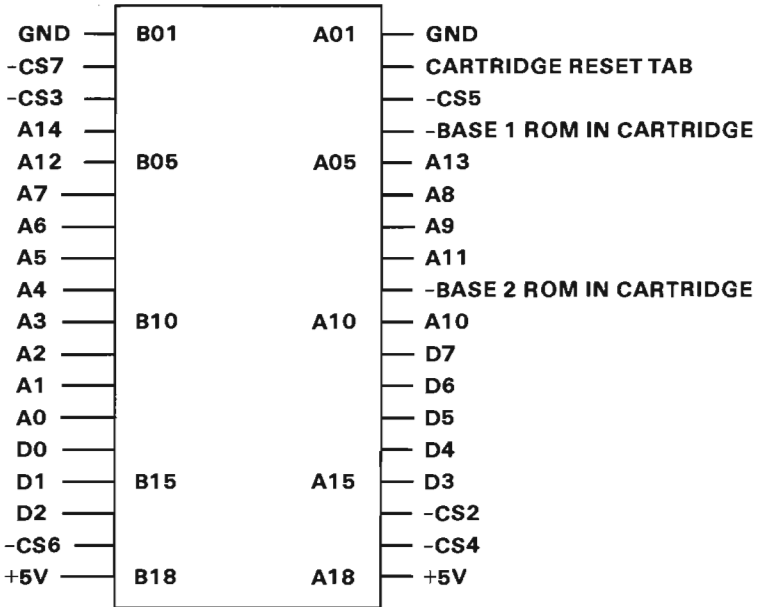 GND B01 A01 GND
-CS7 CARTRIDGE RESET TAB
-CS3 -CS5
A14 -BASE 1 ROM IN CARTRIDGE
A12 B05 A05 A13
A7 A8
A6 A9
A5 A11
A4 -BASE 2 ROM IN CARTRIDGE
A3 B10 A10 A10
A2 D7
A1 D6
A0 D5
D0 D4
D1 B15 A15 D3
D2 -CS2
-CS6 -CS4
+5V B18 A18 +5V